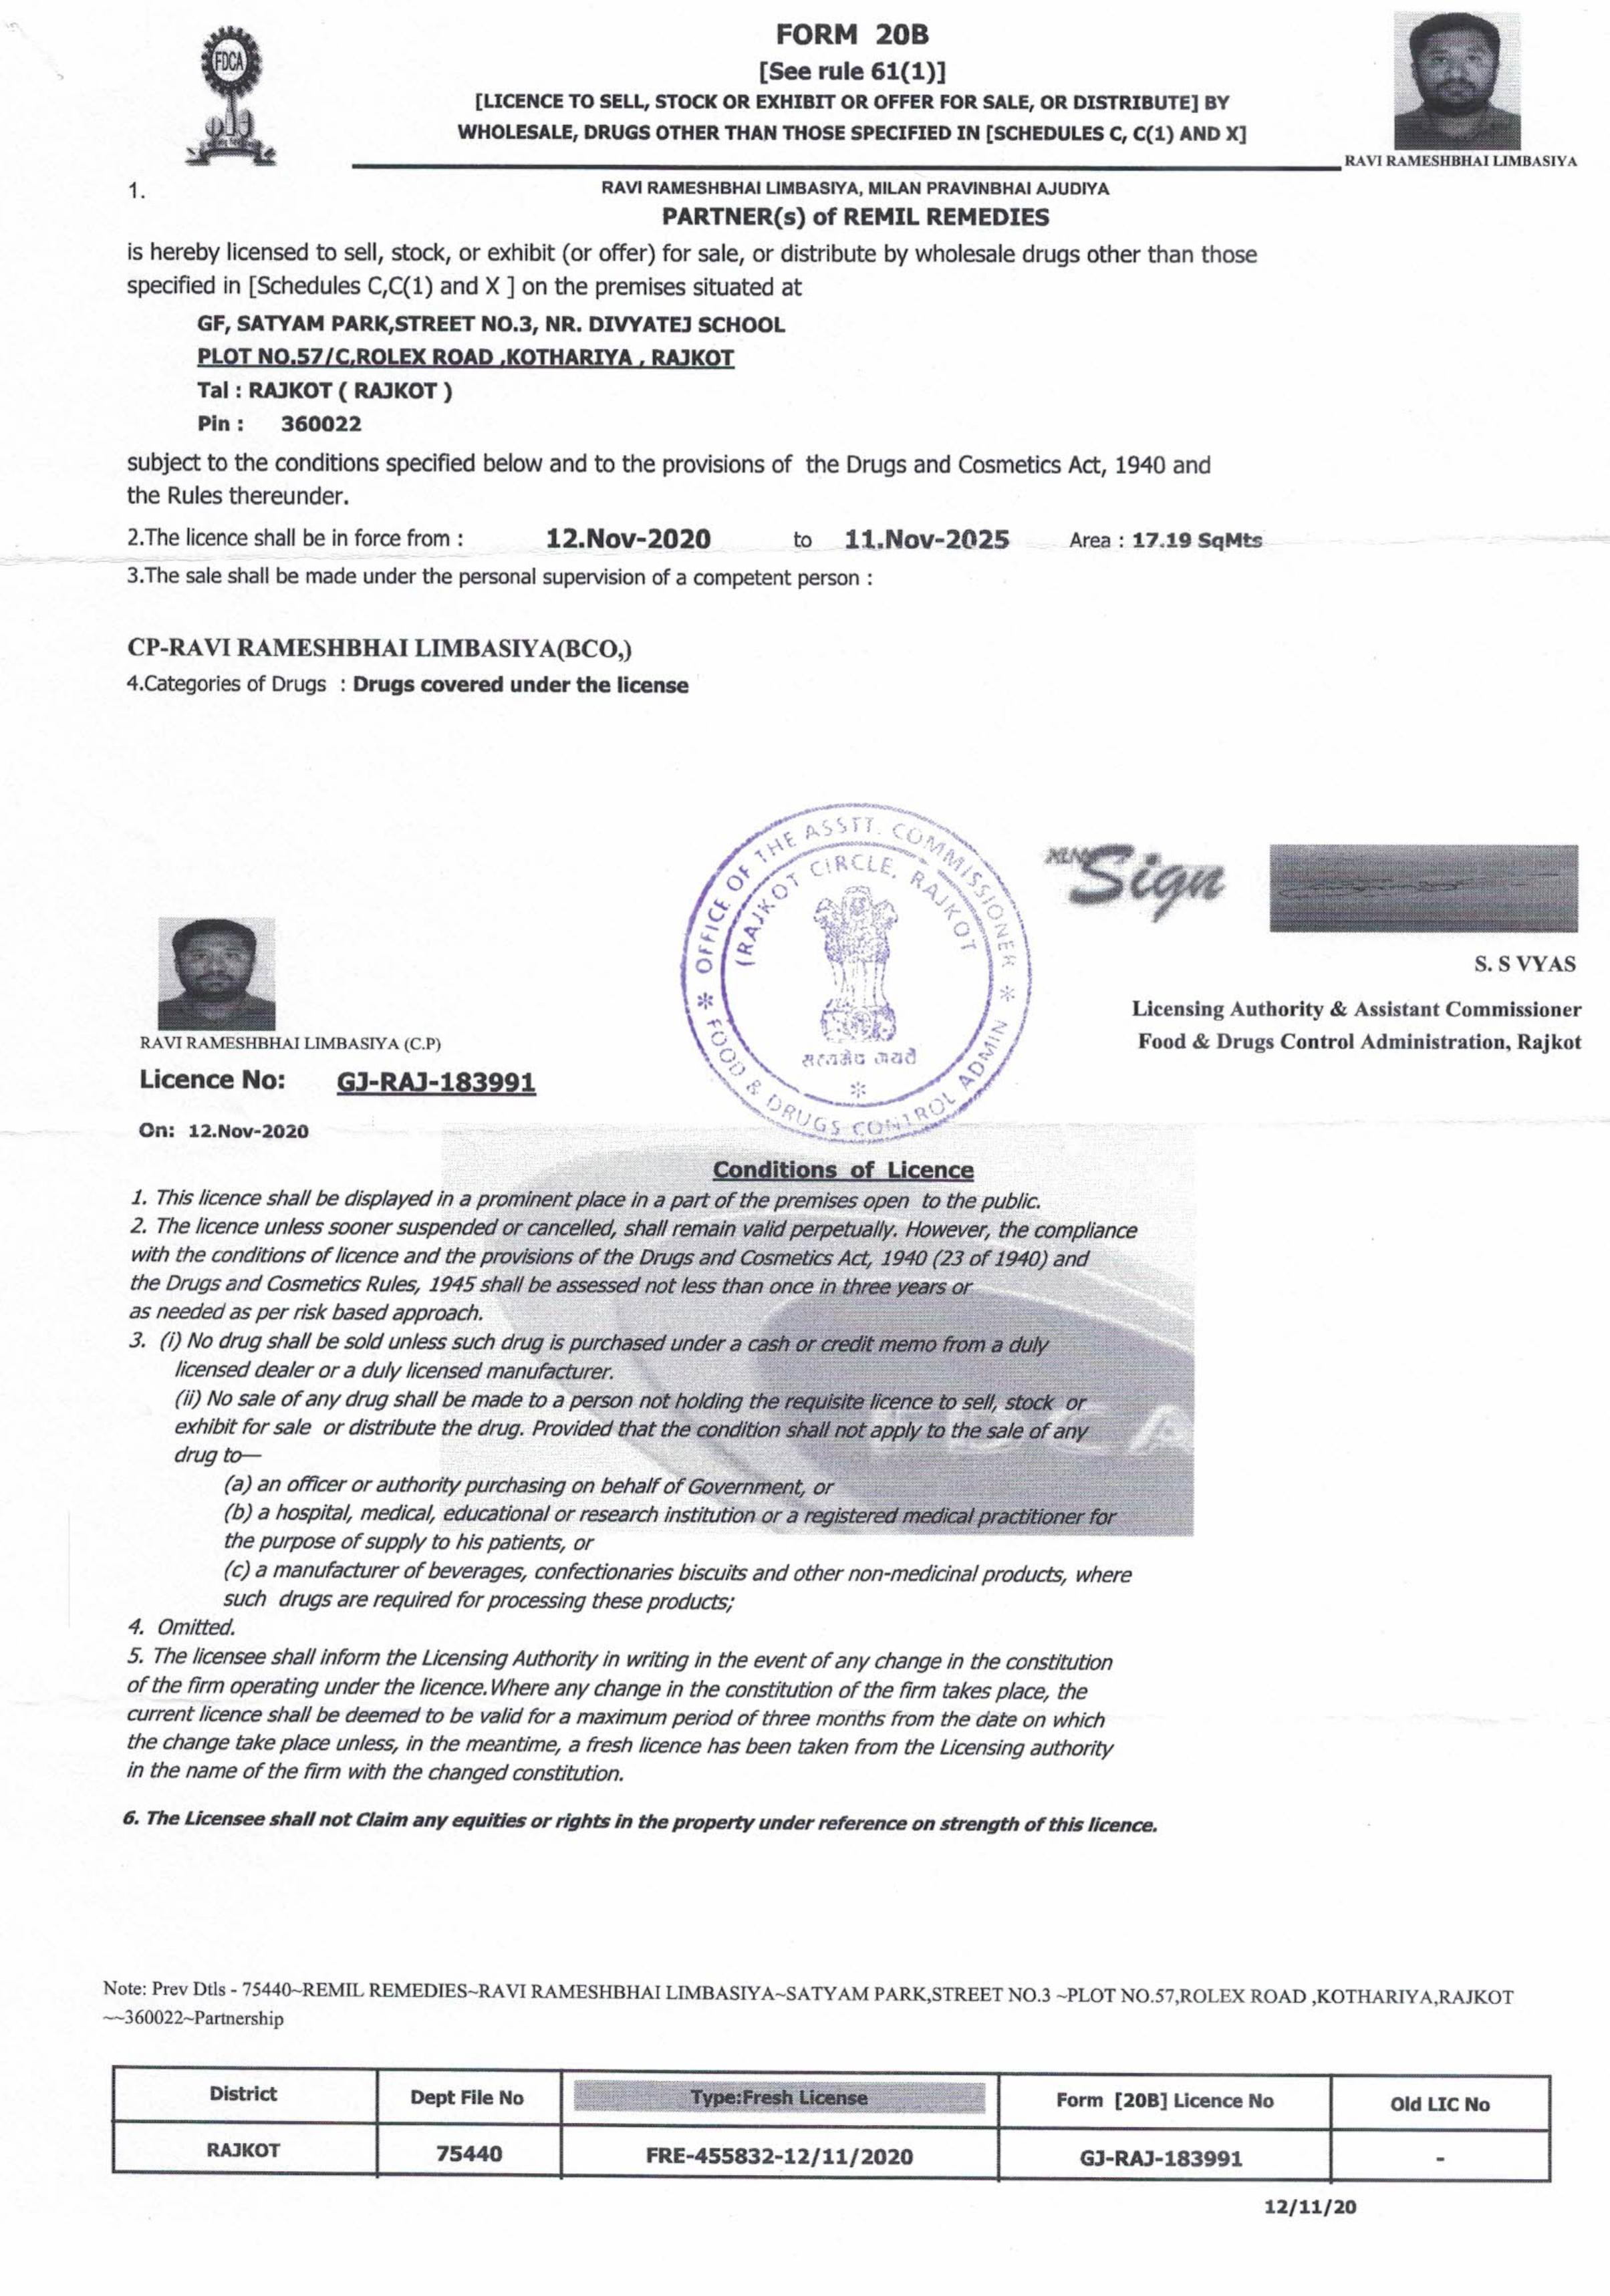 FDCA
FORM 20B
[See rule 61(1)]
[LICENCE TO SELL, STOCK OR EXHIBIT OR OFFER FOR SALE, OR DISTRIBUTE] BY
WHOLESALE, DRUGS OTHER THAN THOSE SPECIFIED IN [SCHEDULES C, C(1) AND X]
RAVI RAMESHBHAI LIMBASIYA
1. RAVI RAMESHBHAI LIMBASIYA, MILAN PRAVINBHAI AJUDIYA
PARTNER(s) of REMIL REMEDIES
is hereby licensed to sell, stock, or exhibit (or offer) for sale, or distribute by wholesale drugs other than those
specified in [Schedules C,C(1) and X ] on the premises situated at
GF, SATYAM PARK,STREET NO.3, NR. DIVYATEJ SCHOOL
PLOT NO.57/C,ROLEX ROAD ,KOTHARIYA , RAJKOT
Tal : RAJKOT ( RAJKOT )
Pin : 360022
subject to the conditions specified below and to the provisions of the Drugs and Cosmetics Act, 1940 and
the Rules thereunder.
2.The licence shall be in force from : 12.Nov-2020 to 11.Nov-2025 Area : 17.19 SqMts
3.The sale shall be made under the personal supervision of a competent person :
CP-RAVI RAMESHBHAI LIMBASIYA(BCO,)
4.Categories of Drugs : Drugs covered under the license
OFFICE OF THE ASSTT. COMMISSIONER * FOOD & DRUGS CONTROL ADMIN *
(RAJKOT CIRCLE, RAJKOT
सत्यमेव जयते
Sign
S. S VYAS
Licensing Authority & Assistant Commissioner
Food & Drugs Control Administration, Rajkot
RAVI RAMESHBHAI LIMBASIYA (C.P)
Licence No: GJ-RAJ-183991
On: 12.Nov-2020
Conditions of Licence
1. This licence shall be displayed in a prominent place in a part of the premises open to the public.
2. The licence unless sooner suspended or cancelled, shall remain valid perpetually. However, the compliance
with the conditions of licence and the provisions of the Drugs and Cosmetics Act, 1940 (23 of 1940) and
the Drugs and Cosmetics Rules, 1945 shall be assessed not less than once in three years or
as needed as per risk based approach.
3. (i) No drug shall be sold unless such drug is purchased under a cash or credit memo from a duly
licensed dealer or a duly licensed manufacturer.
(ii) No sale of any drug shall be made to a person not holding the requisite licence to sell, stock or
exhibit for sale or distribute the drug. Provided that the condition shall not apply to the sale of any
drug to—
(a) an officer or authority purchasing on behalf of Government, or
(b) a hospital, medical, educational or research institution or a registered medical practitioner for
the purpose of supply to his patients, or
(c) a manufacturer of beverages, confectionaries biscuits and other non-medicinal products, where
such drugs are required for processing these products;
4. Omitted.
5. The licensee shall inform the Licensing Authority in writing in the event of any change in the constitution
of the firm operating under the licence.Where any change in the constitution of the firm takes place, the
current licence shall be deemed to be valid for a maximum period of three months from the date on which
the change take place unless, in the meantime, a fresh licence has been taken from the Licensing authority
in the name of the firm with the changed constitution.
6. The Licensee shall not Claim any equities or rights in the property under reference on strength of this licence.
Note: Prev Dtls - 75440~REMIL REMEDIES~RAVI RAMESHBHAI LIMBASIYA~SATYAM PARK,STREET NO.3 ~PLOT NO.57,ROLEX ROAD ,KOTHARIYA,RAJKOT
~~360022~Partnership
District Dept File No Type:Fresh License Form [20B] Licence No Old LIC No
RAJKOT 75440 FRE-455832-12/11/2020 GJ-RAJ-183991 -
12/11/20